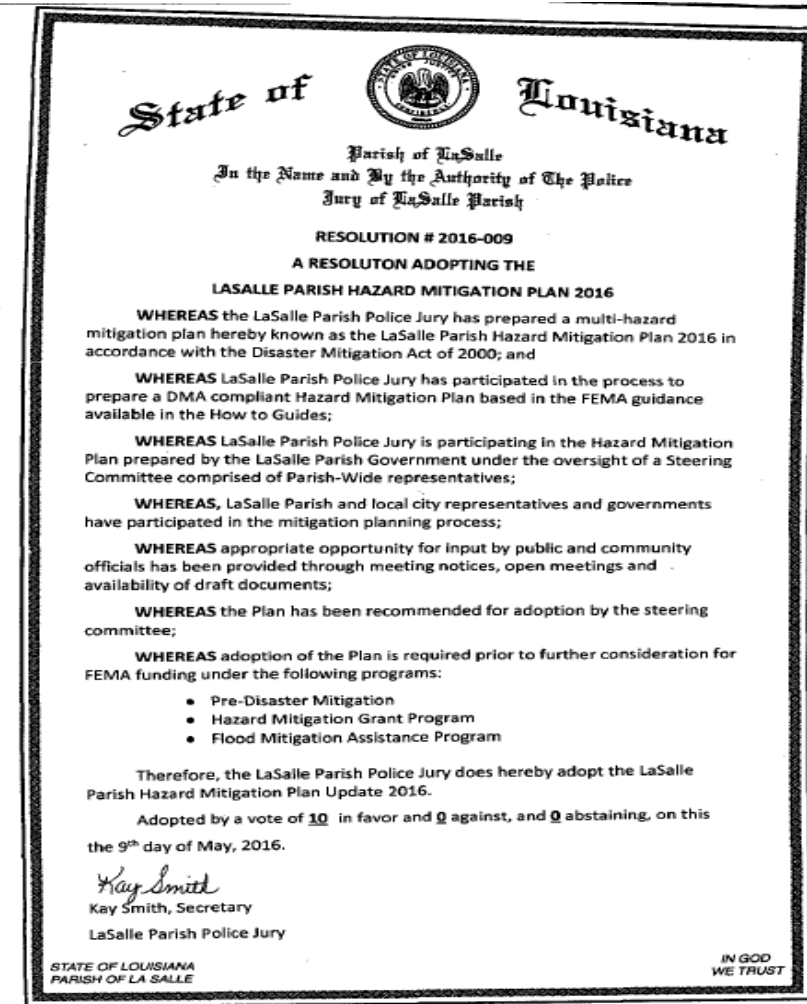 State of Louisiana
STATE OF LOUISIANA
UNION JUSTICE
CONFIDENCE
Parish of LaSalle
In the Name and By the Authority of The Police
Jury of LaSalle Parish
RESOLUTION # 2016-009
A RESOLUTON ADOPTING THE
LASALLE PARISH HAZARD MITIGATION PLAN 2016
WHEREAS the LaSalle Parish Police Jury has prepared a multi-hazard
mitigation plan hereby known as the LaSalle Parish Hazard Mitigation Plan 2016 in
accordance with the Disaster Mitigation Act of 2000; and
WHEREAS LaSalle Parish Police Jury has participated in the process to
prepare a DMA compliant Hazard Mitigation Plan based in the FEMA guidance
available in the How to Guides;
WHEREAS LaSalle Parish Police Jury is participating in the Hazard Mitigation
Plan prepared by the LaSalle Parish Government under the oversight of a Steering
Committee comprised of Parish-Wide representatives;
WHEREAS, LaSalle Parish and local city representatives and governments
have participated in the mitigation planning process;
WHEREAS appropriate opportunity for input by public and community
officials has been provided through meeting notices, open meetings and
availability of draft documents;
WHEREAS the Plan has been recommended for adoption by the steering
committee;
WHEREAS adoption of the Plan is required prior to further consideration for
FEMA funding under the following programs:
• Pre-Disaster Mitigation
• Hazard Mitigation Grant Program
• Flood Mitigation Assistance Program
Therefore, the LaSalle Parish Police Jury does hereby adopt the LaSalle
Parish Hazard Mitigation Plan Update 2016.
Adopted by a vote of 10 in favor and 0 against, and 0 abstaining, on this
the 9th day of May, 2016.
Kay Smith
Kay Smith, Secretary
LaSalle Parish Police Jury
STATE OF LOUISIANA
PARISH OF LA SALLE
IN GOD
WE TRUST